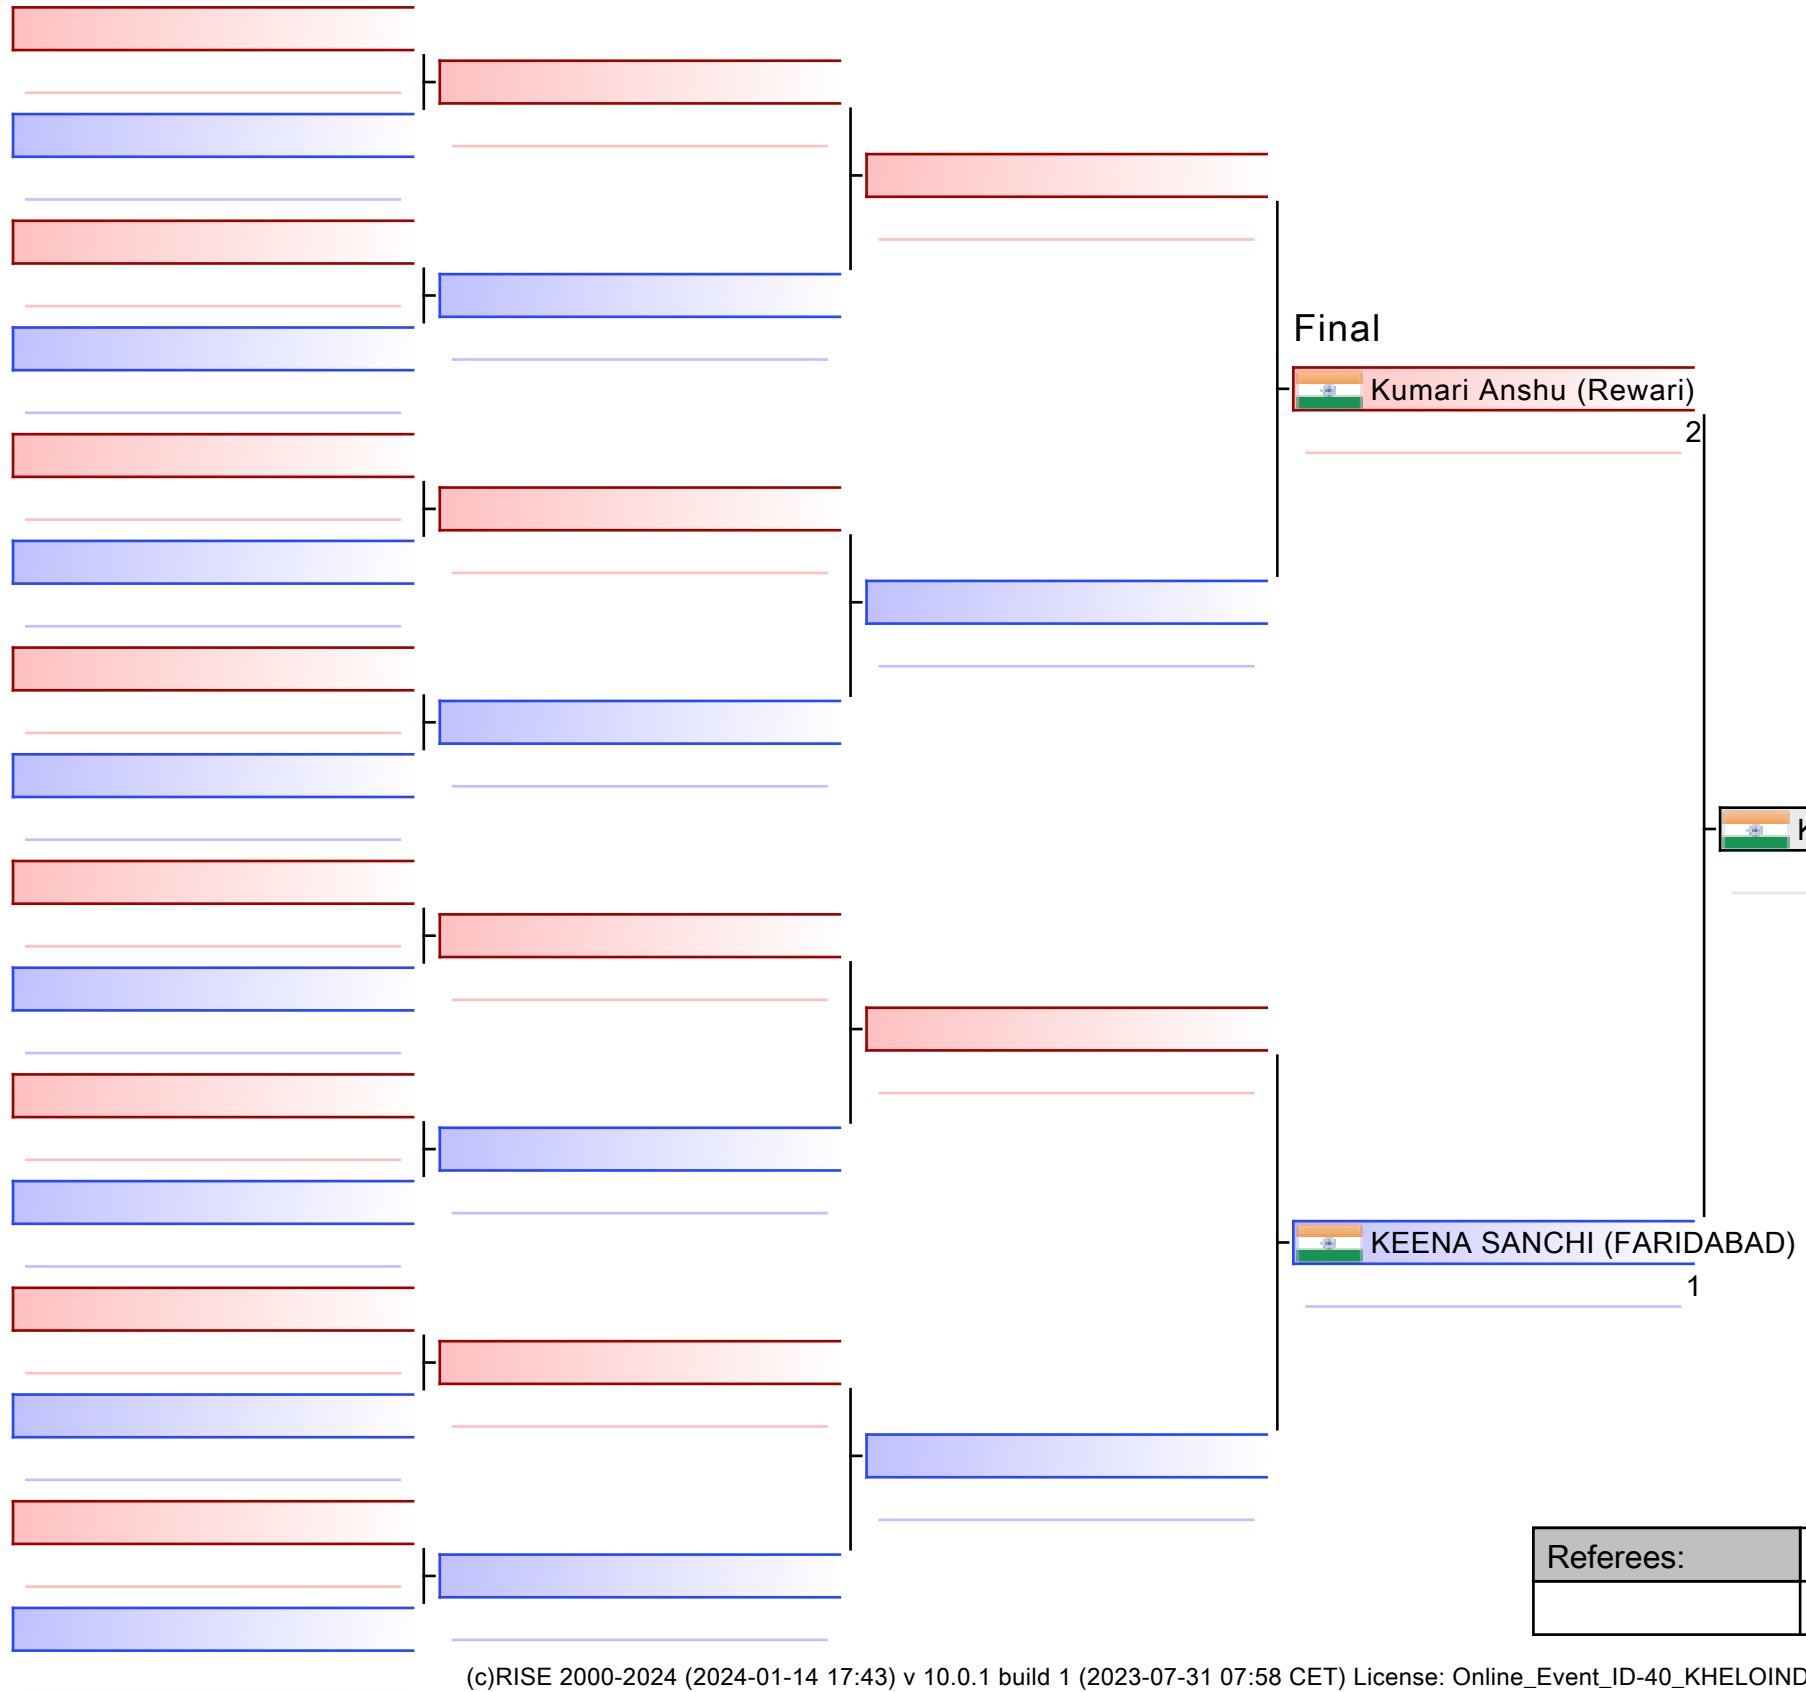 Final
Kumari Anshu (Rewari)
2
K
KEENA SANCHI (FARIDABAD)
1
Referees:
(c)RISE 2000-2024 (2024-01-14 17:43) v 10.0.1 build 1 (2023-07-31 07:58 CET) License: Online_Event_ID-40_KHELOIND